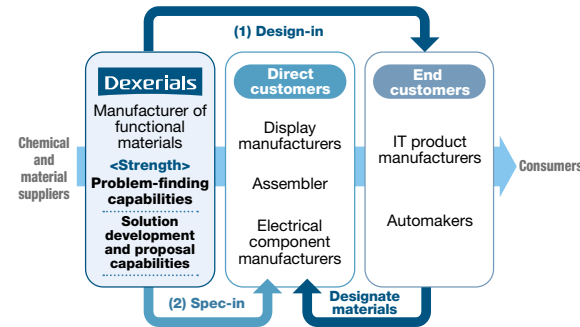 (1) Design-in
Chemical
and
material
suppliers
Dexerials
Manufacturer of
functional
materials
<Strength>
Problem-finding
capabilities
Solution
development
and proposal
capabilities
Direct
customers
Display
manufacturers
Assembler
Electrical
component
manufacturers
End
customers
IT product
manufacturers
Automakers
Consumers
(2) Spec-in
Designate
materials